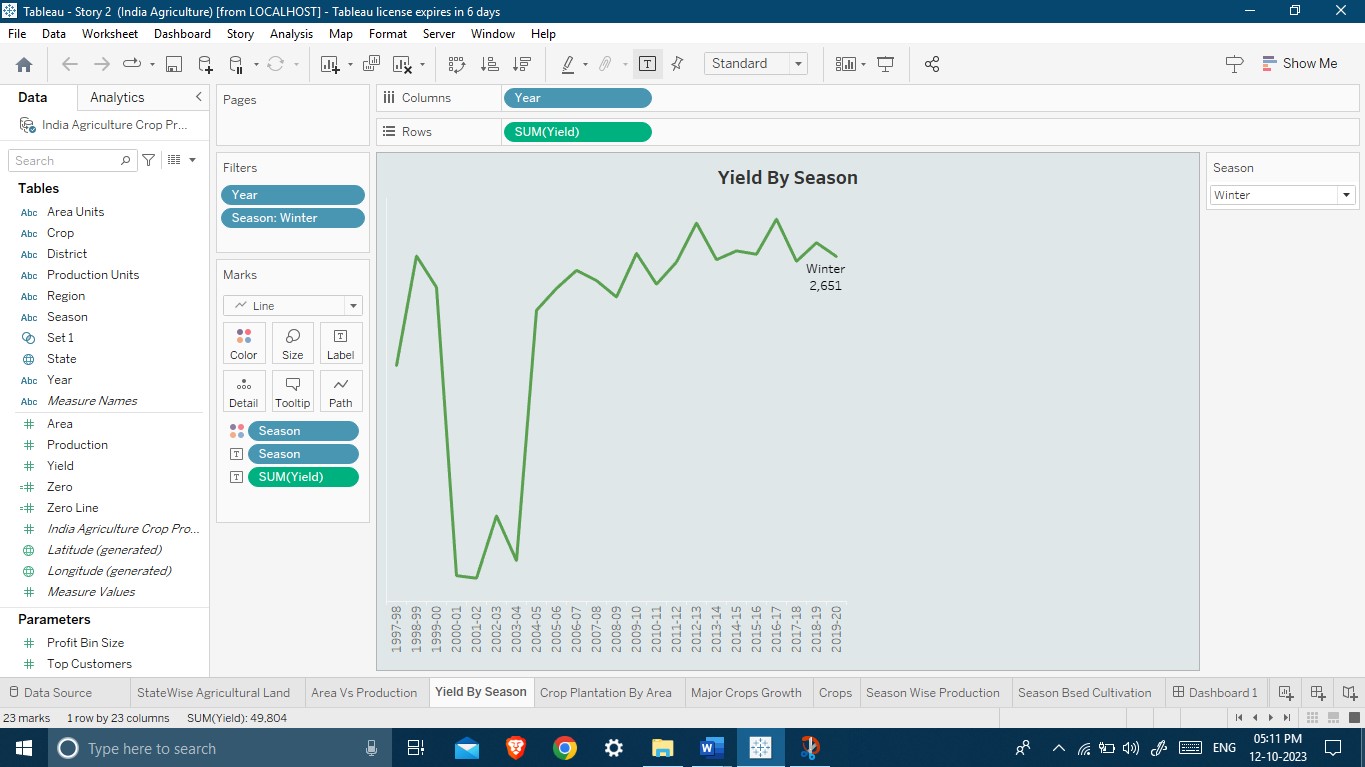 Tableau - Story 2 (India Agriculture) [from LOCALHOST] - Tableau license expires in 6 days
File Data Worksheet Dashboard Story Analysis Map Format Server Window Help
Standard
Show Me
Data Analytics
India Agriculture Crop Pr...
Search
Tables
Abc Area Units
Abc Crop
Abc District
Abc Production Units
Abc Region
Abc Season
Set 1
State
Abc Year
Abc Measure Names
# Area
# Production
# Yield
=# Zero
=# Zero Line
# India Agriculture Crop Pro...
Latitude (generated)
Longitude (generated)
# Measure Values
Parameters
# Profit Bin Size
# Top Customers
Pages
Filters
Year
Season: Winter
Marks
Line
Color Size Label
Detail Tooltip Path
Season
Season
SUM(Yield)
Columns Year
Rows SUM(Yield)
Yield By Season
Winter
2,651
1997-98
1998-99
1999-00
2000-01
2001-02
2002-03
2003-04
2004-05
2005-06
2006-07
2007-08
2008-09
2009-10
2010-11
2011-12
2012-13
2013-14
2014-15
2015-16
2016-17
2017-18
2018-19
2019-20
Season
Winter
Data Source StateWise Agricultural Land Area Vs Production Yield By Season Crop Plantation By Area Major Crops Growth Crops Season Wise Production Season Bsed Cultivation Dashboard 1
23 marks 1 row by 23 columns SUM(Yield): 49,804
Type here to search
ENG
05:11 PM
12-10-2023